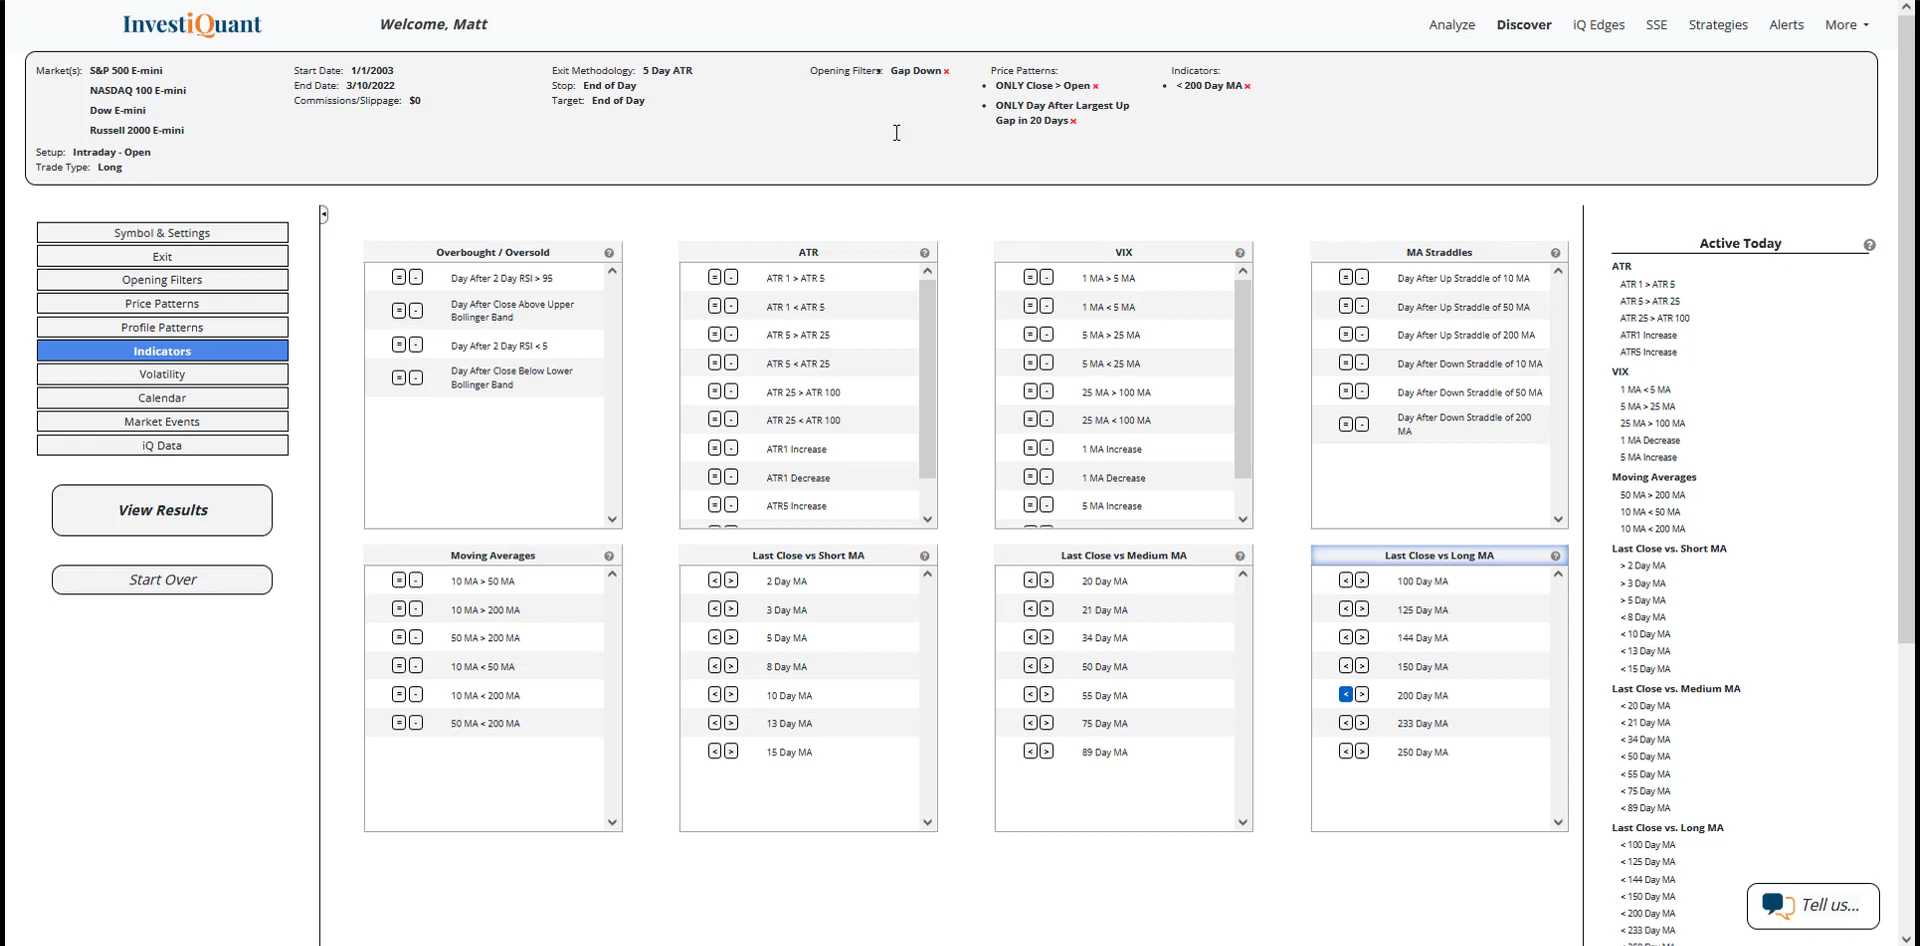 InvestiQuant
Welcome, Matt
Analyze Discover iQ Edges SSE Strategies Alerts More
Market(s): S&P 500 E-mini
NASDAQ 100 E-mini
Dow E-mini
Russell 2000 E-mini
Setup: Intraday - Open
Trade Type: Long
Start Date: 1/1/2003
End Date: 3/10/2022
Commissions/Slippage: $0
Exit Methodology: 5 Day ATR
Stop: End of Day
Target: End of Day
Opening Filters: Gap Down x
Price Patterns:
• ONLY Close > Open x
• ONLY Day After Largest Up
Gap in 20 Days x
Indicators:
• < 200 Day MA x
Symbol & Settings
Exit
Opening Filters
Price Patterns
Profile Patterns
Indicators
Volatility
Calendar
Market Events
iQ Data
View Results
Start Over
Overbought / Oversold ?
= - Day After 2 Day RSI > 95
= - Day After Close Above Upper
Bollinger Band
= - Day After 2 Day RSI < 5
= - Day After Close Below Lower
Bollinger Band
ATR ?
= - ATR 1 > ATR 5
= - ATR 1 < ATR 5
= - ATR 5 > ATR 25
= - ATR 5 < ATR 25
= - ATR 25 > ATR 100
= - ATR 25 < ATR 100
= - ATR1 Increase
= - ATR1 Decrease
= - ATR5 Increase
VIX ?
= - 1 MA > 5 MA
= - 1 MA < 5 MA
= - 5 MA > 25 MA
= - 5 MA < 25 MA
= - 25 MA > 100 MA
= - 25 MA < 100 MA
= - 1 MA Increase
= - 1 MA Decrease
= - 5 MA Increase
MA Straddles ?
= - Day After Up Straddle of 10 MA
= - Day After Up Straddle of 50 MA
= - Day After Up Straddle of 200 MA
= - Day After Down Straddle of 10 MA
= - Day After Down Straddle of 50 MA
= - Day After Down Straddle of 200
MA
Moving Averages ?
= - 10 MA > 50 MA
= - 10 MA > 200 MA
= - 50 MA > 200 MA
= - 10 MA < 50 MA
= - 10 MA < 200 MA
= - 50 MA < 200 MA
Last Close vs Short MA ?
< > 2 Day MA
< > 3 Day MA
< > 5 Day MA
< > 8 Day MA
< > 10 Day MA
< > 13 Day MA
< > 15 Day MA
Last Close vs Medium MA ?
< > 20 Day MA
< > 21 Day MA
< > 34 Day MA
< > 50 Day MA
< > 55 Day MA
< > 75 Day MA
< > 89 Day MA
Last Close vs Long MA ?
< > 100 Day MA
< > 125 Day MA
< > 144 Day MA
< > 150 Day MA
< > 200 Day MA
< > 233 Day MA
< > 250 Day MA
Active Today ?
ATR
ATR 1 > ATR 5
ATR 5 > ATR 25
ATR 25 > ATR 100
ATR1 Increase
ATR5 Increase
VIX
1 MA < 5 MA
5 MA > 25 MA
25 MA > 100 MA
1 MA Decrease
5 MA Increase
Moving Averages
50 MA > 200 MA
10 MA < 50 MA
10 MA < 200 MA
Last Close vs. Short MA
> 2 Day MA
> 3 Day MA
> 5 Day MA
< 8 Day MA
< 10 Day MA
< 13 Day MA
< 15 Day MA
Last Close vs. Medium MA
< 20 Day MA
< 21 Day MA
< 34 Day MA
< 50 Day MA
< 55 Day MA
< 75 Day MA
< 89 Day MA
Last Close vs. Long MA
< 100 Day MA
< 125 Day MA
< 144 Day MA
< 150 Day MA
< 200 Day MA
< 233 Day MA
Tell us...